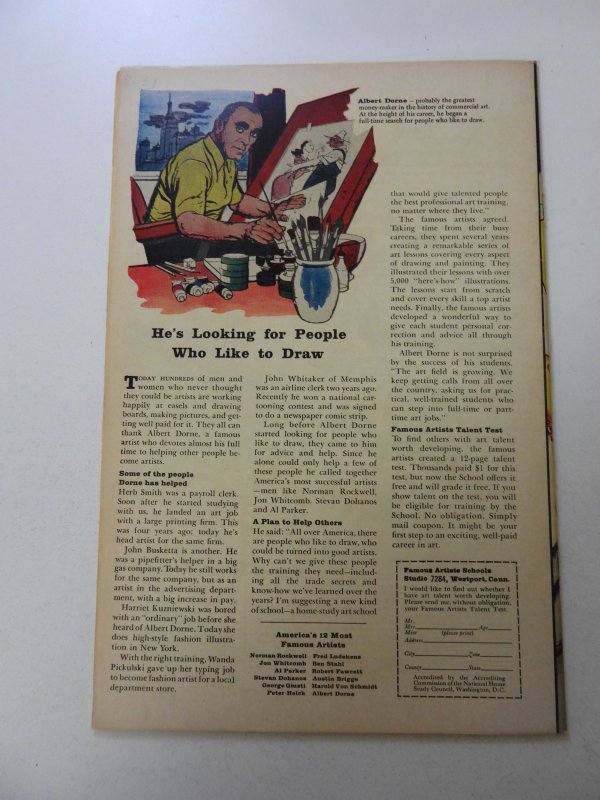 Albert Dorne – probably the greatest
money-maker in the history of commercial art.
At the height of his career, he began a
full-time search for people who like to draw.
He's Looking for People
Who Like to Draw
TODAY HUNDREDS of men and
women who never thought
they could be artists are working
happily at easels and drawing
boards, making pictures, and get-
ting well paid for it. They all can
thank Albert Dorne, a famous
artist who devotes almost his full
time to helping other people be-
come artists.
Some of the people
Dorne has helped
Herb Smith was a payroll clerk.
Soon after he started studying
with us, he landed an art job
with a large printing firm. This
was four years ago: today he's
head artist for the same firm.
John Busketta is another. He
was a pipefitter's helper in a big
gas company. Today he still works
for the same company, but as an
artist in the advertising depart-
ment, with a big increase in pay.
Harriet Kuzniewski was bored
with an "ordinary" job before she
heard of Albert Dorne. Today she
does high-style fashion illustra-
tion in New York.
With the right training, Wanda
Pickulski gave up her typing job
to become fashion artist for a local
department store.
John Whitaker of Memphis
was an airline clerk two years ago.
Recently he won a national car-
tooning contest and was signed
to do a newspaper comic strip.
Long before Albert Dorne
started looking for people who
like to draw, they came to him
for advice and help. Since he
alone could only help a few of
these people he called together
America's most successful artists
—men like Norman Rockwell,
Jon Whitcomb, Stevan Dohanos
and Al Parker.
A Plan to Help Others
He said: "All over America, there
are people who like to draw, who
could be turned into good artists.
Why can't we give these people
the training they need—includ-
ing all the trade secrets and
know-how we've learned over the
years? I'm suggesting a new kind
of school—a home-study art school
America's 12 Most
Famous Artists
Norman Rockwell Fred Ludekens
Jon Whitcomb Ben Stahl
Al Parker Robert Fawcett
Stevan Dohanos Austin Briggs
George Giusti Harold Von Schmidt
Peter Helck Albert Dorne
that would give talented people
the best professional art training,
no matter where they live."
The famous artists agreed.
Taking time from their busy
careers, they spent several years
creating a remarkable series of
art lessons covering every aspect
of drawing and painting. They
illustrated their lessons with over
5,000 "here's-how" illustrations.
The lessons start from scratch
and cover every skill a top artist
needs. Finally, the famous artists
developed a wonderful way to
give each student personal cor-
rection and advice all through
his training.
Albert Dorne is not surprised
by the success of his students.
"The art field is growing. We
keep getting calls from all over
the country, asking us for prac-
tical, well-trained students who
can step into full-time or part-
time art jobs."
Famous Artists Talent Test
To find others with art talent
worth developing, the famous
artists created a 12-page talent
test. Thousands paid $1 for this
test, but now the School offers it
free and will grade it free. If you
show talent on the test, you will
be eligible for training by the
School. No obligation. Simply
mail coupon. It might be your
first step to an exciting, well-paid
career in art.
Famous Artists Schools
Studio 7284, Westport, Conn.
I would like to find out whether I
have art talent worth developing.
Please send me, without obligation,
your Famous Artists Talent Test.
Mr.
Mrs. Age
Miss (please print)
Address
City Zone
County State
Accredited by the Accrediting
Commission of the National Home
Study Council, Washington, D.C.